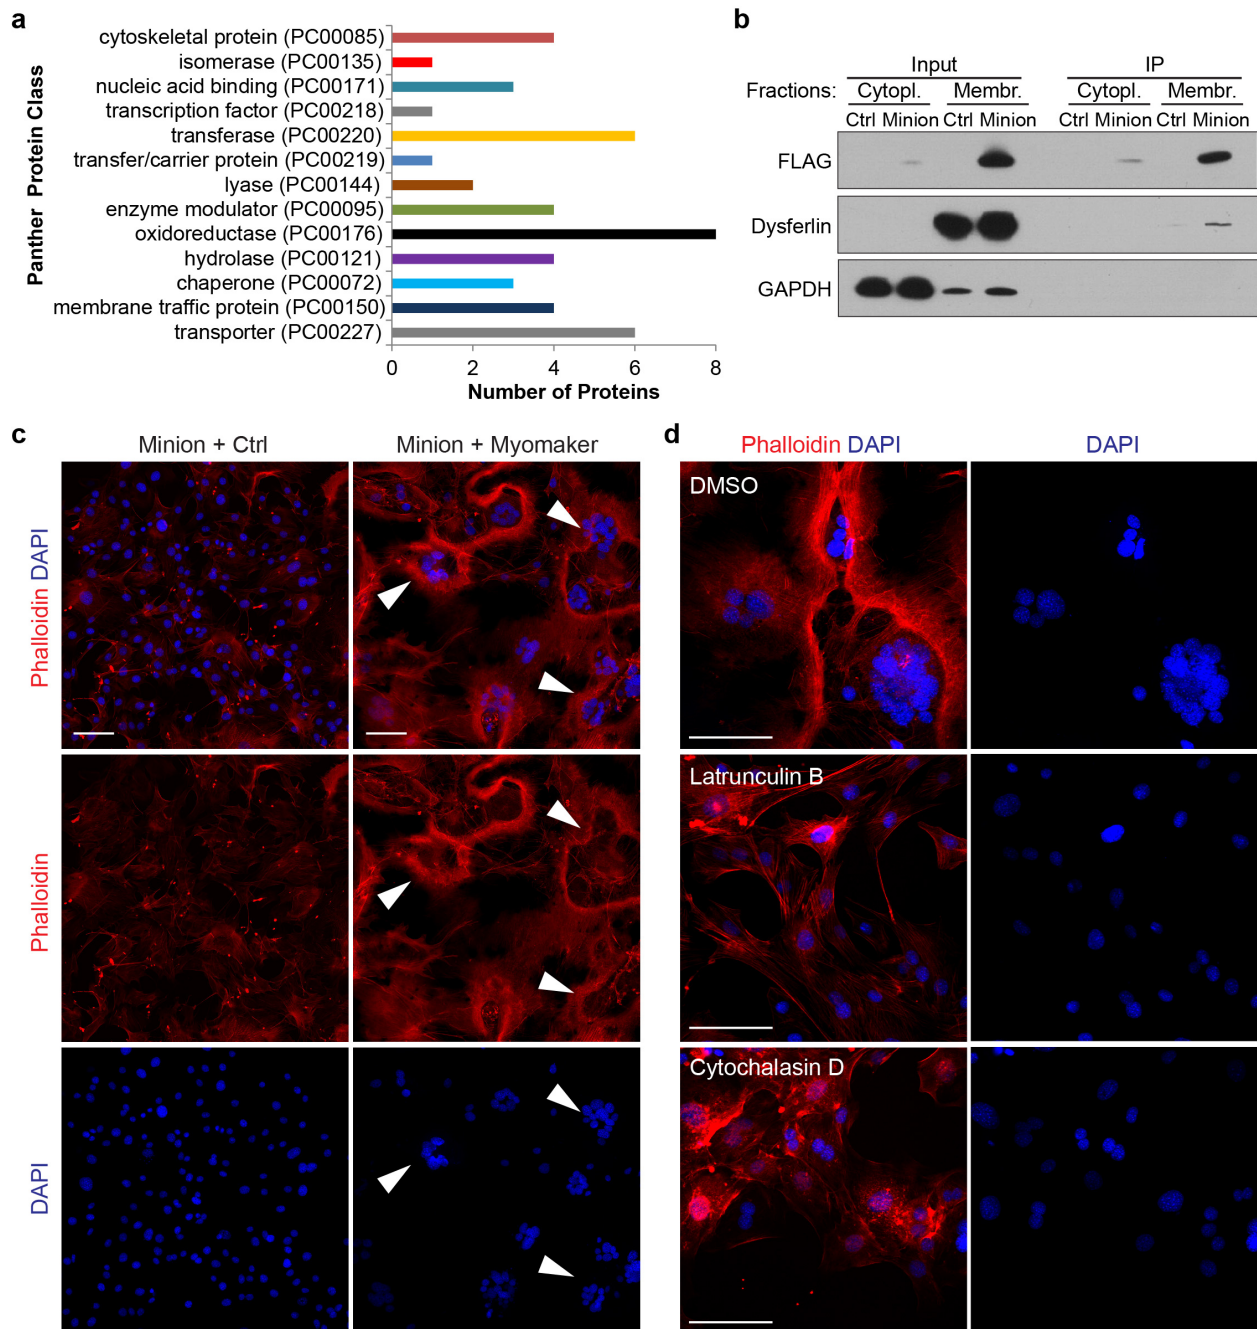 a
Panther Protein Class
cytoskeletal protein (PC00085)
isomerase (PC00135)
nucleic acid binding (PC00171)
transcription factor (PC00218)
transferase (PC00220)
transfer/carrier protein (PC00219)
lyase (PC00144)
enzyme modulator (PC00095)
oxidoreductase (PC00176)
hydrolase (PC00121)
chaperone (PC00072)
membrane traffic protein (PC00150)
transporter (PC00227)
0 2 4 6 8
Number of Proteins
b
Input IP
Fractions: Cytopl. Membr. Cytopl. Membr.
Ctrl Minion Ctrl Minion Ctrl Minion Ctrl Minion
FLAG
Dysferlin
GAPDH
c
Minion + Ctrl Minion + Myomaker
Phalloidin DAPI
Phalloidin
DAPI
d
Phalloidin DAPI DAPI
DMSO
Latrunculin B
Cytochalasin D